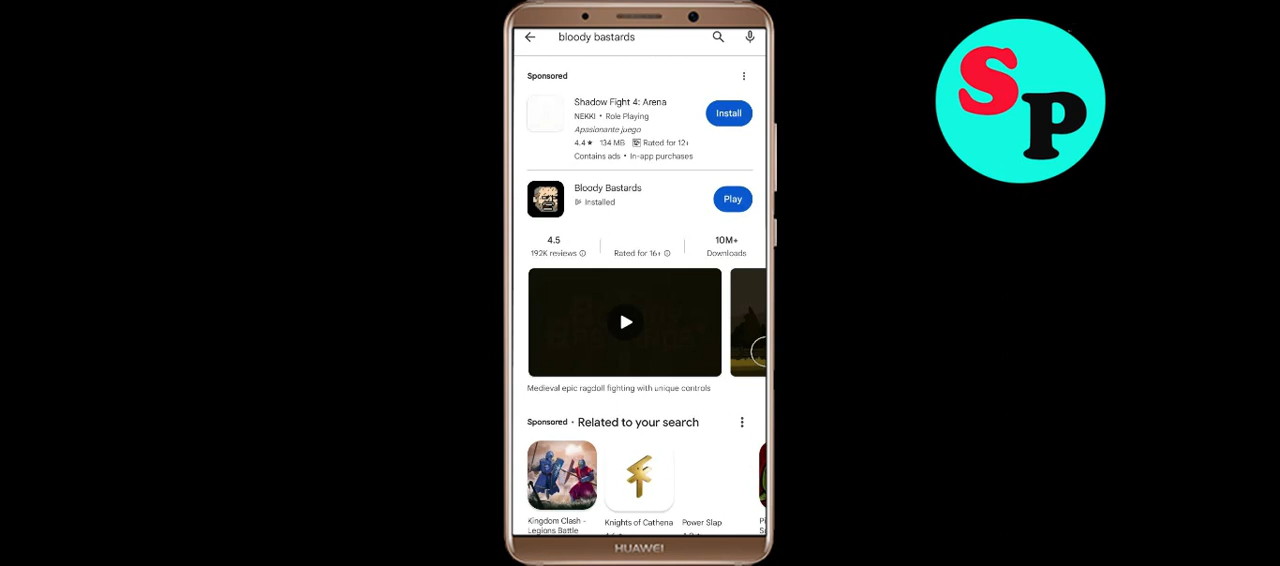 bloody bastards
Sponsored
Shadow Fight 4: Arena
NEKKI • Role Playing
Install
Apasionante juego
4.4★ 134 MB Rated for 12+
Contains ads • In-app purchases
Bloody Bastards
Installed
Play
4.5
192K reviews
Rated for 16+
10M+
Downloads
Medieval epic ragdoll fighting with unique controls
Sponsored • Related to your search
Kingdom Clash -
Legions Battle
Knights of Cathena
Power Slap
HUAWEI
SP